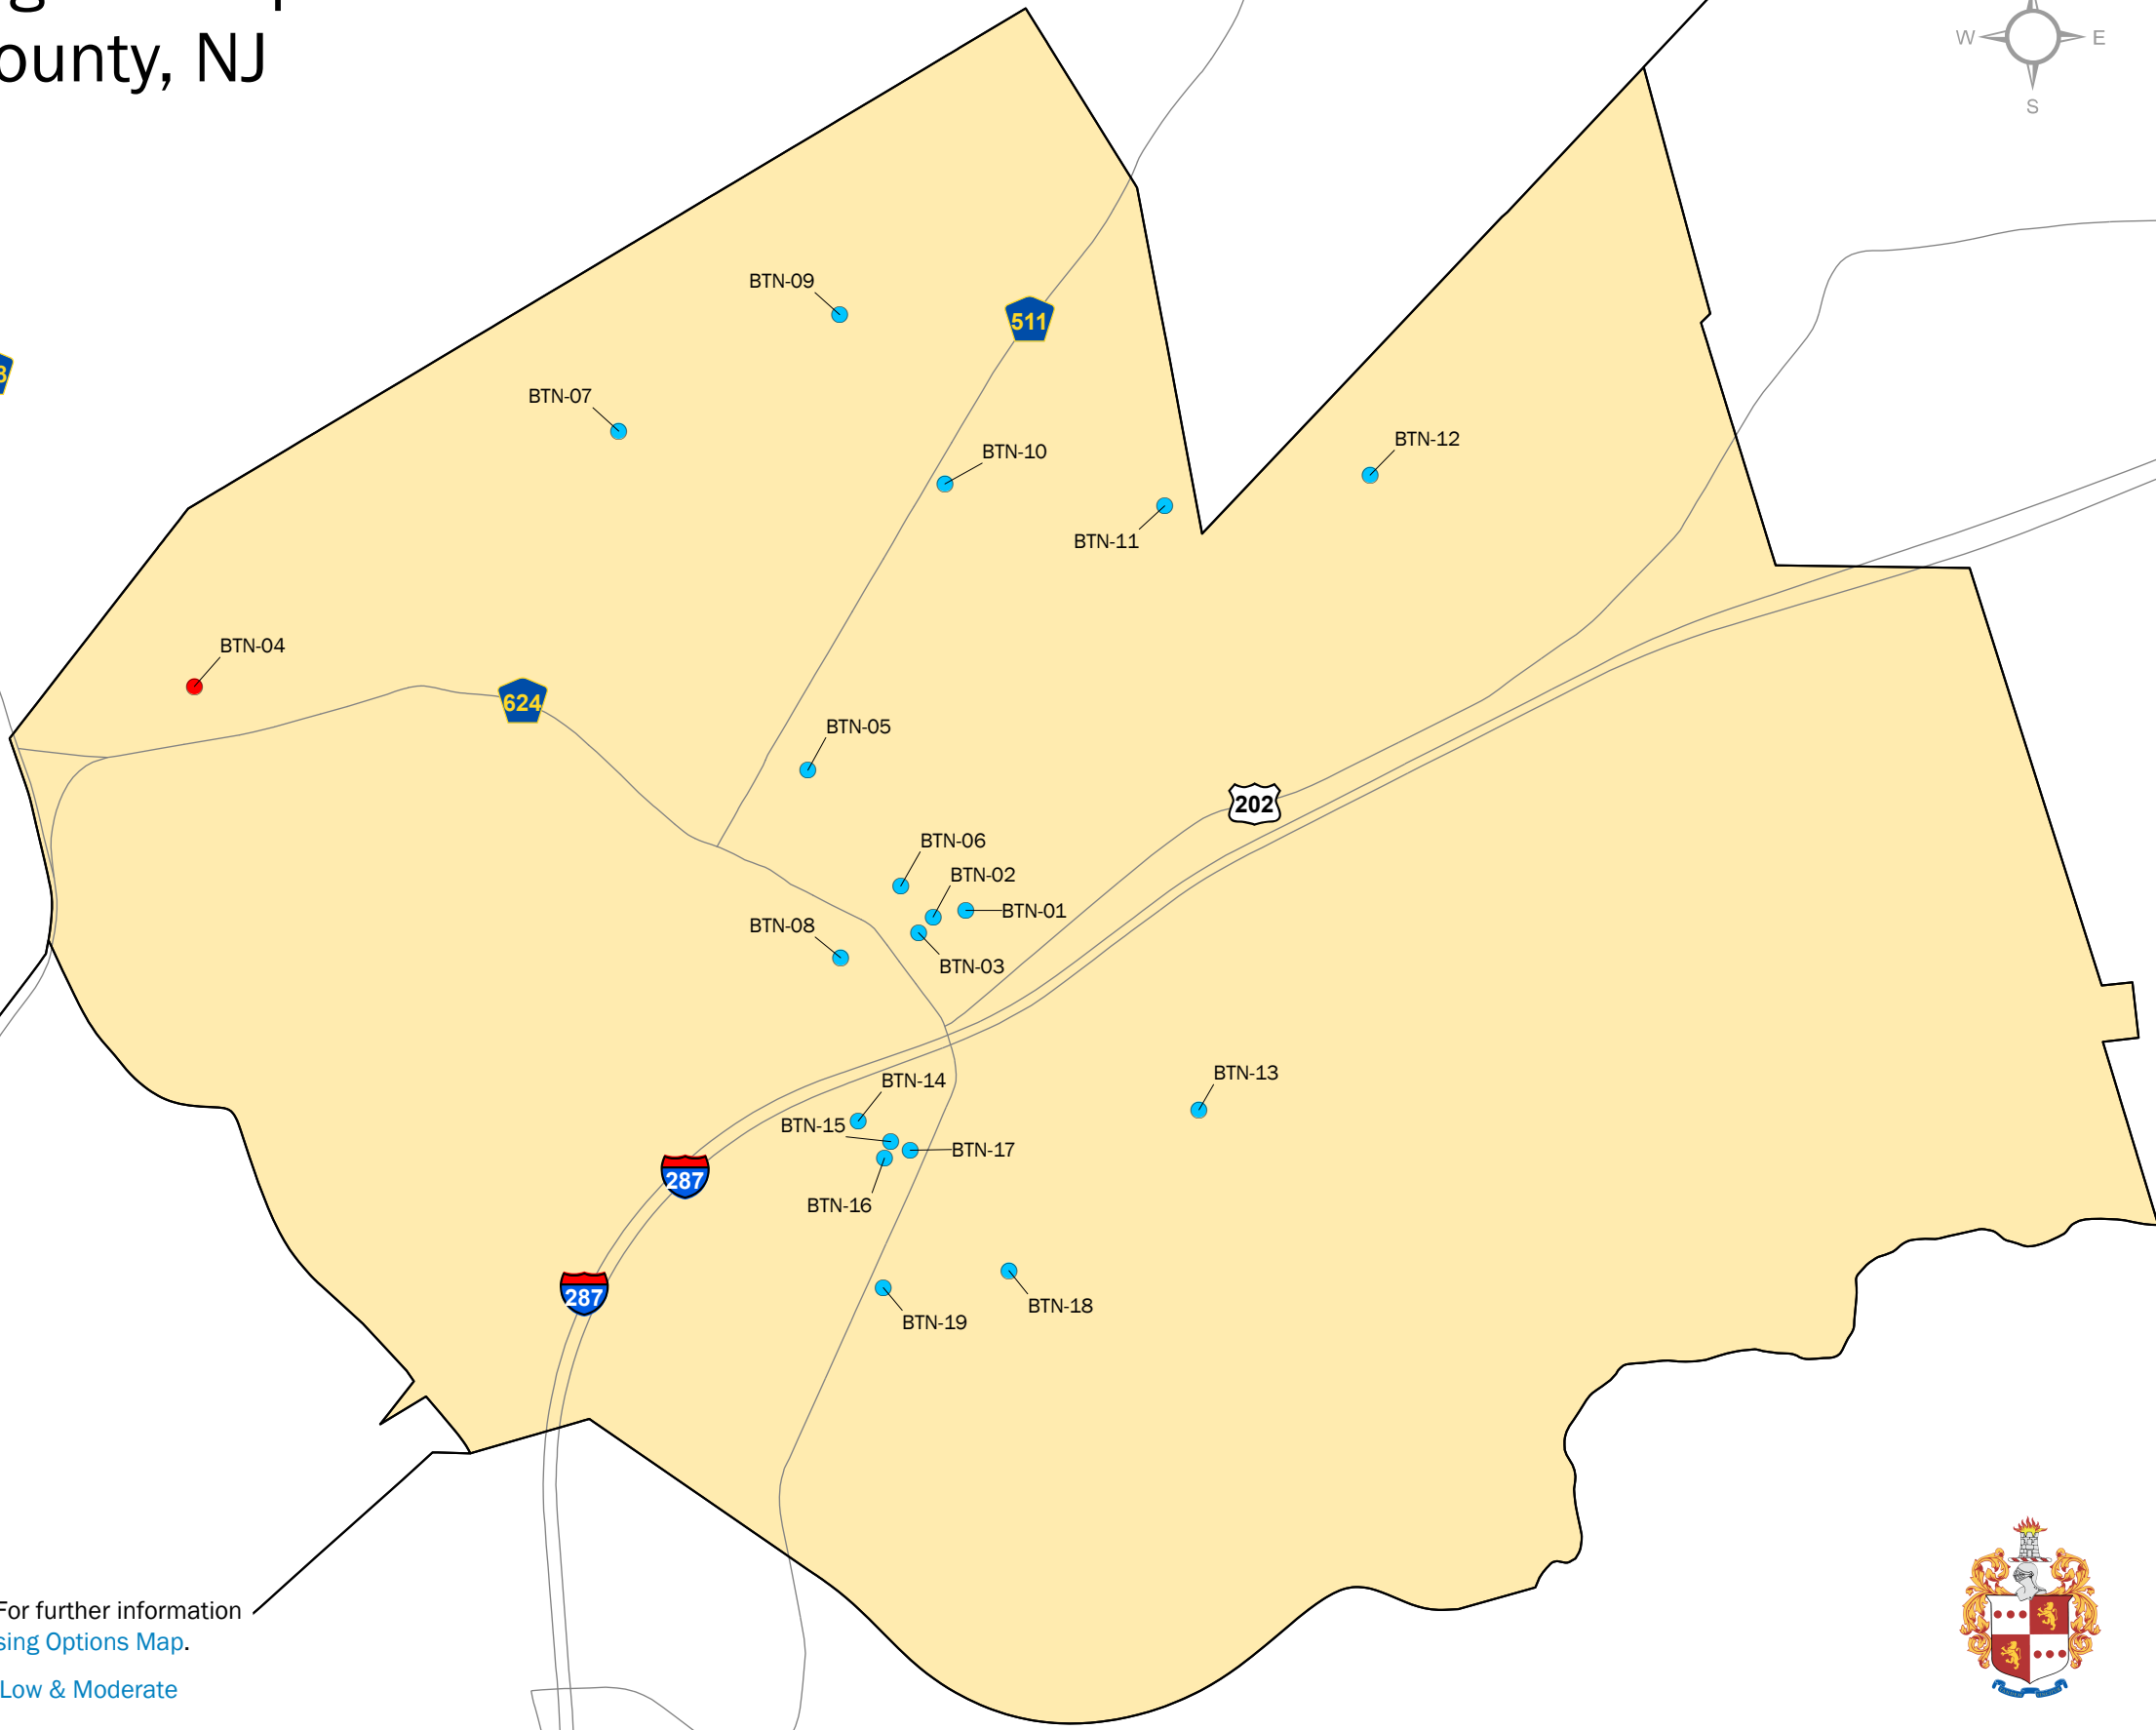 ounty, NJ
W E
S
BTN-09
511
8
BTN-07
BTN-12
BTN-10
BTN-11
BTN-04
624
BTN-05
202
BTN-06
BTN-02
BTN-01
BTN-08
BTN-03
BTN-13
BTN-14
BTN-15
BTN-17
287
BTN-16
287
BTN-18
BTN-19
For further information
sing Options Map.
Low & Moderate